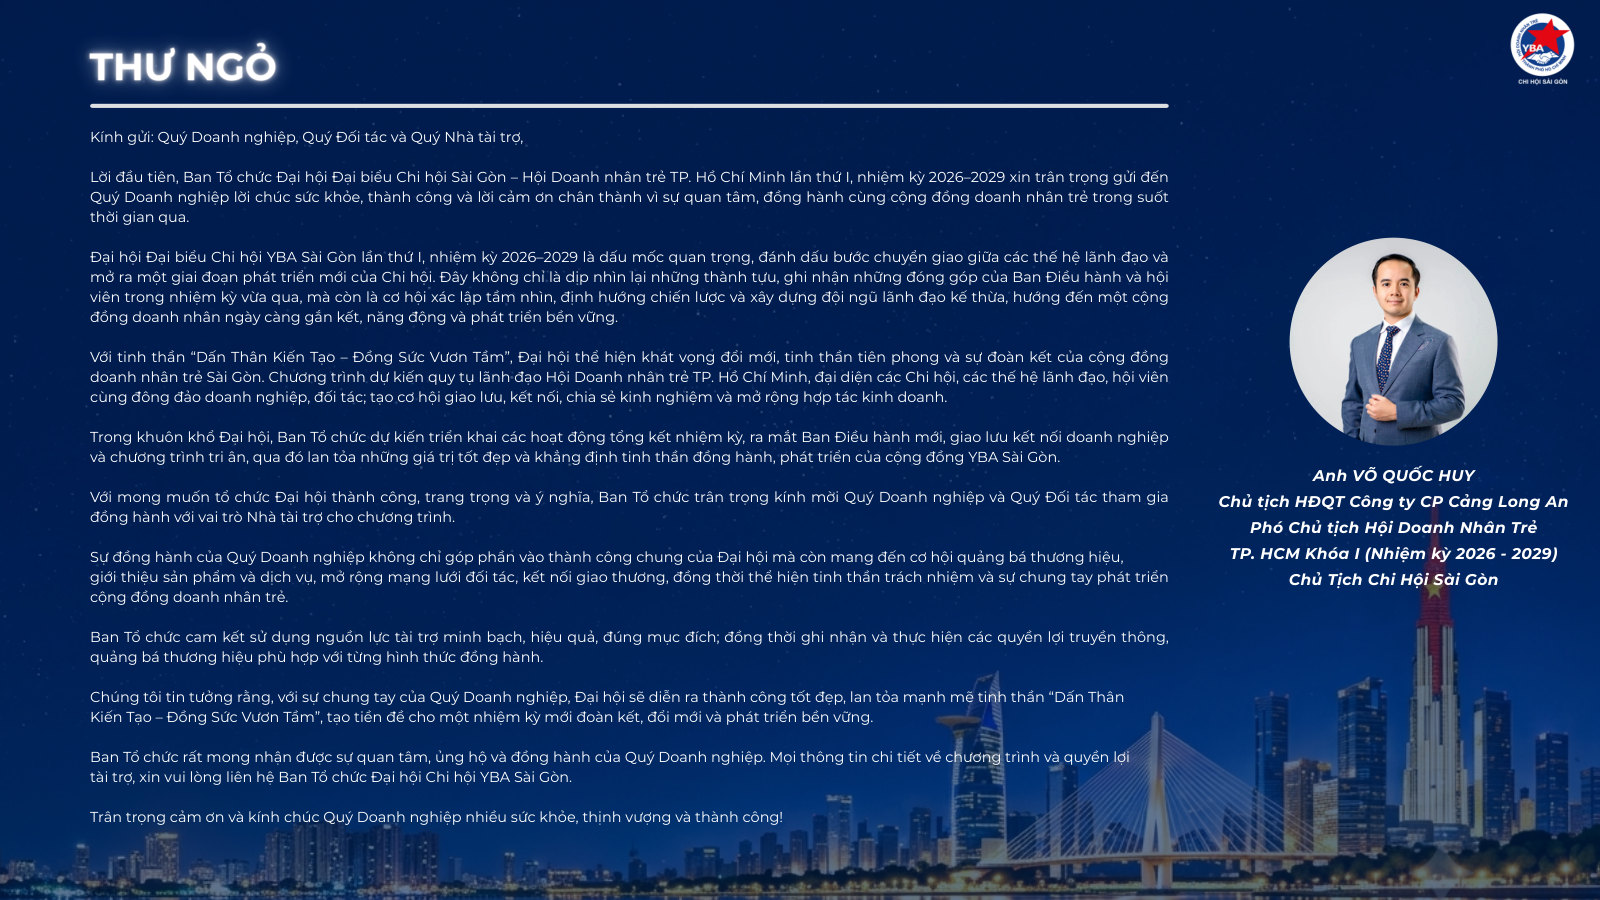 THƯ NGỎ
Kính gửi: Quý Doanh nghiệp, Quý Đối tác và Quý Nhà tài trợ,
Lời đầu tiên, Ban Tổ chức Đại hội Đại biểu Chi hội Sài Gòn – Hội Doanh nhân trẻ TP. Hồ Chí Minh lần thứ I, nhiệm kỳ 2026–2029 xin trân trọng gửi đến
Quý Doanh nghiệp lời chúc sức khỏe, thành công và lời cảm ơn chân thành vì sự quan tâm, đồng hành cùng cộng đồng doanh nhân trẻ trong suốt
thời gian qua.
Đại hội Đại biểu Chi hội YBA Sài Gòn lần thứ I, nhiệm kỳ 2026–2029 là dấu mốc quan trọng, đánh dấu bước chuyển giao giữa các thế hệ lãnh đạo và
mở ra một giai đoạn phát triển mới của Chi hội. Đây không chỉ là dịp nhìn lại những thành tựu, ghi nhận những đóng góp của Ban Điều hành và hội
viên trong nhiệm kỳ vừa qua, mà còn là cơ hội xác lập tầm nhìn, định hướng chiến lược và xây dựng đội ngũ lãnh đạo kế thừa, hướng đến một cộng
đồng doanh nhân ngày càng gắn kết, năng động và phát triển bền vững.
Với tinh thần “Dấn Thân Kiến Tạo – Đồng Sức Vươn Tầm”, Đại hội thể hiện khát vọng đổi mới, tinh thần tiên phong và sự đoàn kết của cộng đồng
doanh nhân trẻ Sài Gòn. Chương trình dự kiến quy tụ lãnh đạo Hội Doanh nhân trẻ TP. Hồ Chí Minh, đại diện các Chi hội, các thế hệ lãnh đạo, hội viên
cùng đông đảo doanh nghiệp, đối tác; tạo cơ hội giao lưu, kết nối, chia sẻ kinh nghiệm và mở rộng hợp tác kinh doanh.
Trong khuôn khổ Đại hội, Ban Tổ chức dự kiến triển khai các hoạt động tổng kết nhiệm kỳ, ra mắt Ban Điều hành mới, giao lưu kết nối doanh nghiệp
và chương trình tri ân, qua đó lan tỏa những giá trị tốt đẹp và khẳng định tinh thần đồng hành, phát triển của cộng đồng YBA Sài Gòn.
Với mong muốn tổ chức Đại hội thành công, trang trọng và ý nghĩa, Ban Tổ chức trân trọng kính mời Quý Doanh nghiệp và Quý Đối tác tham gia
đồng hành với vai trò Nhà tài trợ cho chương trình.
Sự đồng hành của Quý Doanh nghiệp không chỉ góp phần vào thành công chung của Đại hội mà còn mang đến cơ hội quảng bá thương hiệu,
giới thiệu sản phẩm và dịch vụ, mở rộng mạng lưới đối tác, kết nối giao thương, đồng thời thể hiện tinh thần trách nhiệm và sự chung tay phát triển
cộng đồng doanh nhân trẻ.
Ban Tổ chức cam kết sử dụng nguồn lực tài trợ minh bạch, hiệu quả, đúng mục đích; đồng thời ghi nhận và thực hiện các quyền lợi truyền thông,
quảng bá thương hiệu phù hợp với từng hình thức đồng hành.
Chúng tôi tin tưởng rằng, với sự chung tay của Quý Doanh nghiệp, Đại hội sẽ diễn ra thành công tốt đẹp, lan tỏa mạnh mẽ tinh thần “Dấn Thân
Kiến Tạo – Đồng Sức Vươn Tầm”, tạo tiền đề cho một nhiệm kỳ mới đoàn kết, đổi mới và phát triển bền vững.
Ban Tổ chức rất mong nhận được sự quan tâm, ủng hộ và đồng hành của Quý Doanh nghiệp. Mọi thông tin chi tiết về chương trình và quyền lợi
tài trợ, xin vui lòng liên hệ Ban Tổ chức Đại hội Chi hội YBA Sài Gòn.
Trân trọng cảm ơn và kính chúc Quý Doanh nghiệp nhiều sức khỏe, thịnh vượng và thành công!
HỘI DOANH NHÂN TRẺ
YBA
THÀNH PHỐ HỒ CHÍ MINH
CHI HỘI SÀI GÒN
Anh VÕ QUỐC HUY
Chủ tịch HĐQT Công ty CP Cảng Long An
Phó Chủ tịch Hội Doanh Nhân Trẻ
TP. HCM Khóa I (Nhiệm kỳ 2026 - 2029)
Chủ Tịch Chi Hội Sài Gòn